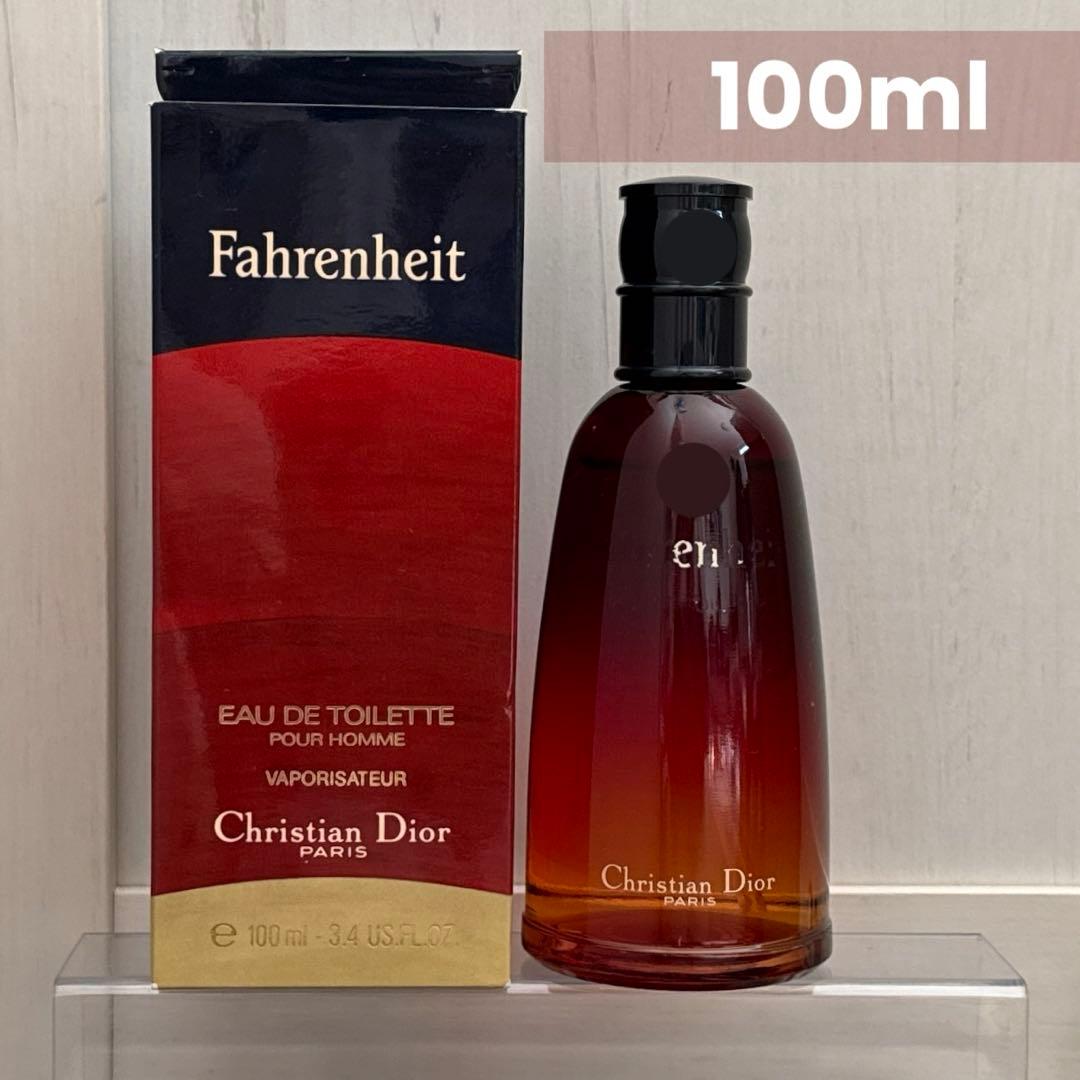 100ml
Fahrenheit
EAU DE TOILETTE
POUR HOMME
VAPORISATEUR
Christian Dior
PARIS
℮ 100 ml - 3.4 US.FL.OZ.
Christian Dior
PARIS